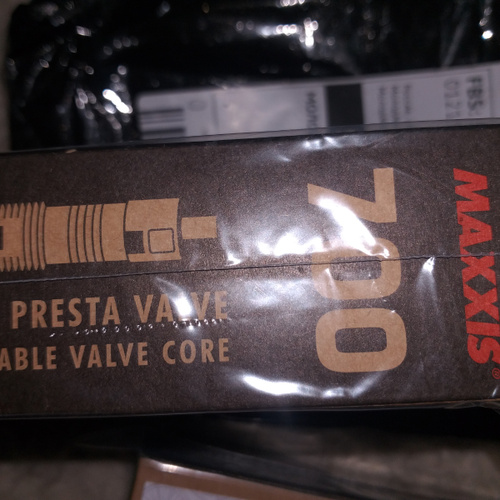 MAXXIS
700
PRESTA VALVE
ABLE VALVE CORE